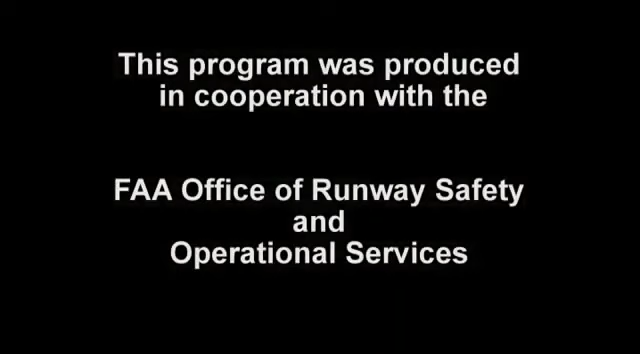 This program was produced
in cooperation with the
FAA Office of Runway Safety
and
Operational Services